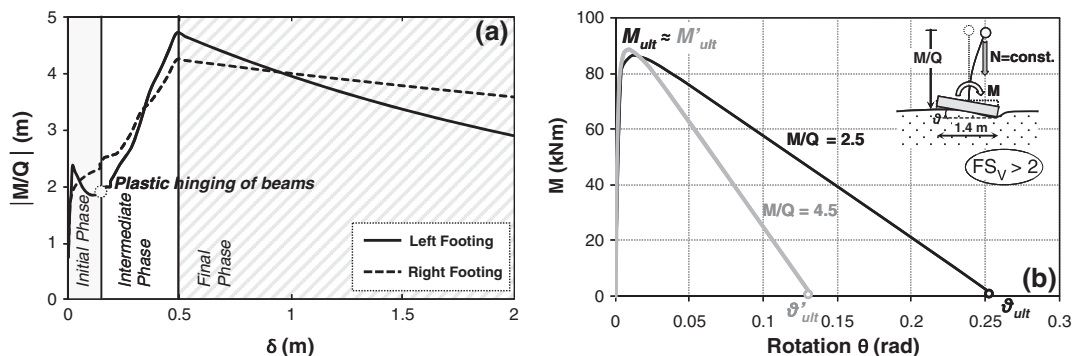 (a)
5
4
3
2
1
0
|M/Q| (m)
Initial Phase
Intermediate
Phase
Final
Phase
Plastic hinging of beams
Left Footing
Right Footing
0
0.5
1
1.5
2
δ (m)
(b)
100
80
60
40
20
0
M (kNm)
M_ult ≈ M'_ult
M/Q = 2.5
M/Q = 4.5
M/Q
N=const.
M
ϑ
1.4 m
FS_V > 2
ϑ'_ult
ϑ_ult
0
0.05
0.1
0.15
0.2
0.25
0.3
Rotation θ (rad)